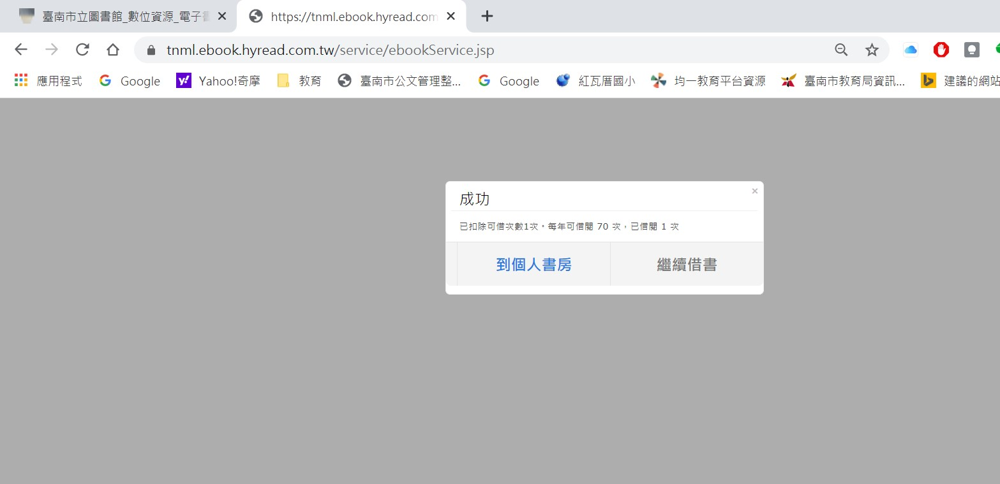 臺南市立圖書館_數位資源_電子書
https://tnml.ebook.hyread.com
tnml.ebook.hyread.com.tw/service/ebookService.jsp
應用程式 Google Yahoo!奇摩 教育 臺南市公文管理整... Google 紅瓦厝國小 均一教育平台資源 臺南市教育局資訊... 建議的網站
成功
已扣除可借次數1次。每年可借閱 70 次，已借閱 1 次
到個人書房 繼續借書